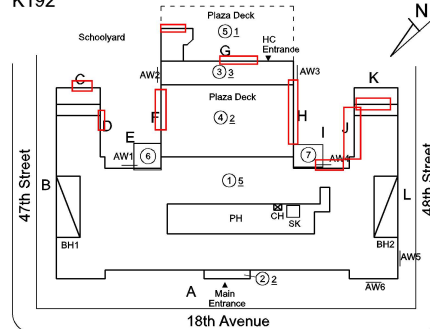 K192
N
Plaza Deck
Schoolyard
⑤ 1
G
HC
Entrance
AW2
③ 3
AW3
C
K
Plaza Deck
D
F
④ 2
H
E
I
J
AW1
⑥
⑦
AW4
47th Street
B
① 5
L
48th Street
PH
CH
SK
BH1
BH2
AW5
A
② 2
AW6
Main
Entrance
18th Avenue